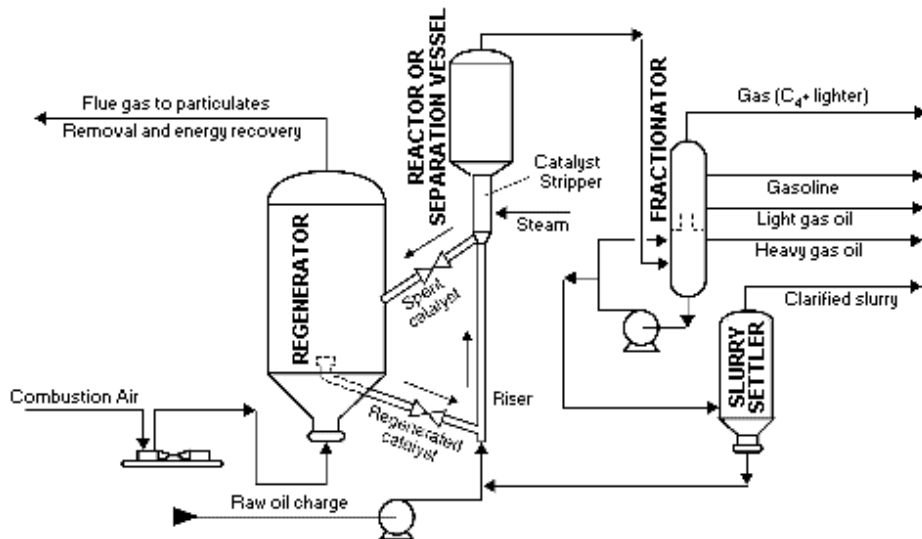 REACTOR OR
SEPARATION VESSEL
Flue gas to particulates
Removal and energy recovery
Gas (C₄+ lighter)
FRACTIONATOR
Catalyst
Stripper
Gasoline
Steam
Light gas oil
Heavy gas oil
REGENERATOR
Spent
catalyst
Clarified slurry
SLURRY
SETTLER
Combustion Air
Riser
Regenerated
catalyst
Raw oil charge